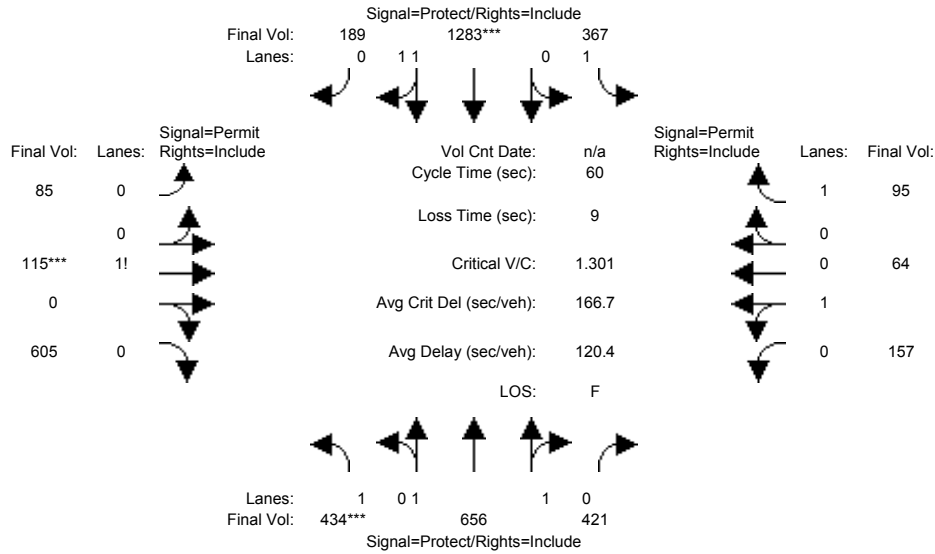 Signal=Protect/Rights=Include
Final Vol: 189 1283*** 367
Lanes: 0 1 1 0 1
Signal=Permit Signal=Permit
Final Vol: Lanes: Rights=Include Vol Cnt Date: n/a Rights=Include Lanes: Final Vol:
Cycle Time (sec): 60
85 0 1 95
Loss Time (sec): 9
0 0
115*** 1! Critical V/C: 1.301 0 64
0 0 Avg Crit Del (sec/veh): 166.7 1
605 0 Avg Delay (sec/veh): 120.4 0 157
LOS: F
Lanes: 1 0 1 1 0
Final Vol: 434*** 656 421
Signal=Protect/Rights=Include